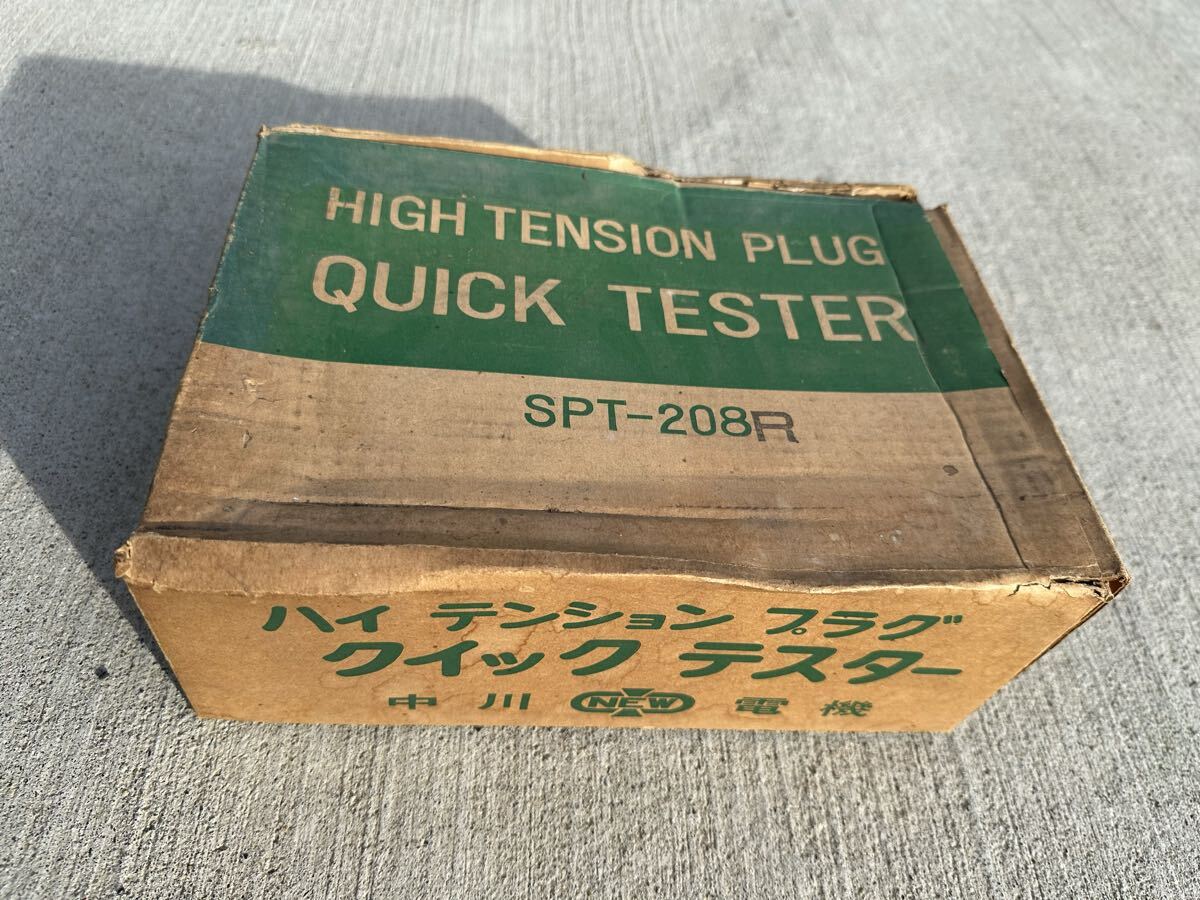 HIGH TENSION PLUG
QUICK TESTER
SPT-208R
ハイ テンション プラグ
クイック テスター
中川 NEW 電機